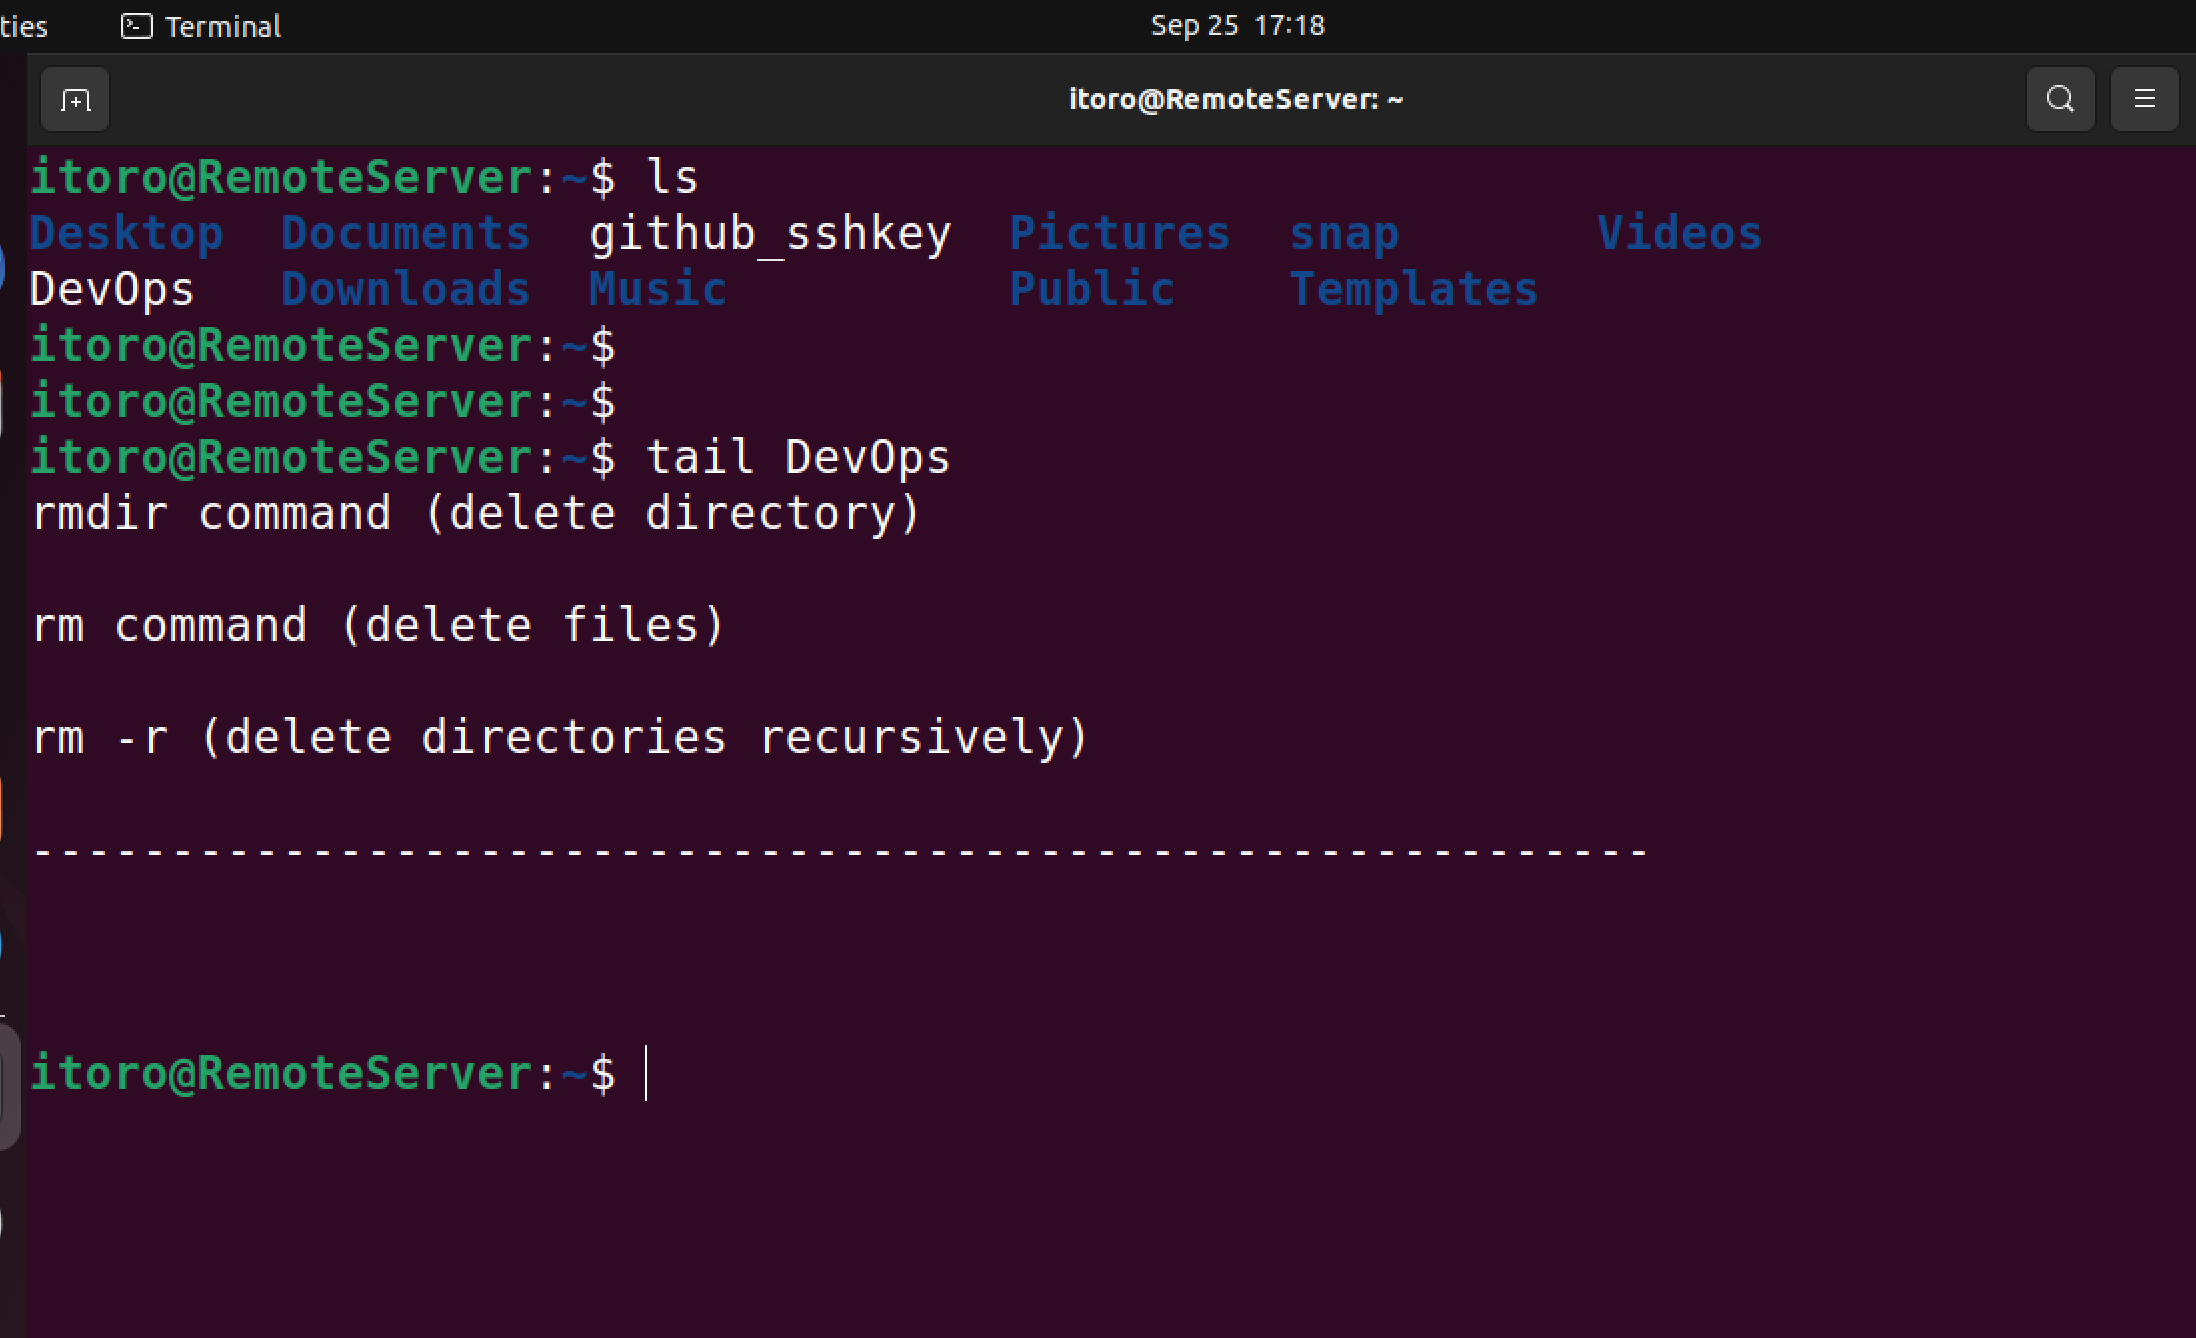 ties Terminal Sep 25 17:18
itoro@RemoteServer: ~
itoro@RemoteServer:~$ ls
Desktop Documents github_sshkey Pictures snap Videos
DevOps Downloads Music Public Templates
itoro@RemoteServer:~$
itoro@RemoteServer:~$
itoro@RemoteServer:~$ tail DevOps
rmdir command (delete directory)
rm command (delete files)
rm -r (delete directories recursively)
----------------------------------------------------------
itoro@RemoteServer:~$